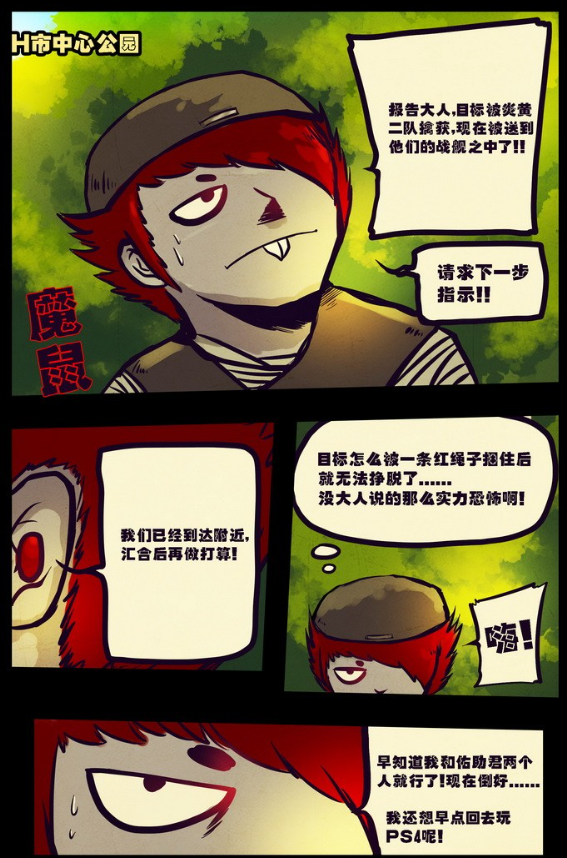 H市中心公园
报告大人,目标被炎黄
二队擒获,现在被送到
他们的战舰之中了!!
请求下一步
指示!!
魔
鼠
我们已经到达附近,
汇合后再做打算!
目标怎么被一条红绳子捆住后
就无法挣脱了......
没大人说的那么实力恐怖啊!
嗨!
早知道我和佑助君两个
人就行了!现在倒好......
我还想早点回去玩
PS4呢!